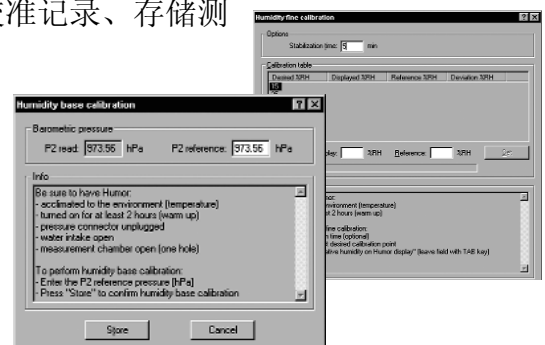 校准记录、存储测
Humidity fine calibration
Options
Stabilization time: 5 min
Calibration table
Desired %RH Displayed %RH Reference %RH Deviation %RH
15
%RH Reference: %RH
2 hours (warm up)
fine calibration:
time (optional)
desired calibration point
humidity on Humor display" (leave field with TAB key)
Humidity base calibration
Barometric pressure
P2 read: 973.56 hPa P2 reference: 973.56 hPa
Info
Be sure to have Humor:
- acclimated to the environment (temperature)
- turned on for at least 2 hours (warm up)
- pressure connector unplugged
- water intake open
- measurement chamber open (one hole)
To perform humidity base calibration:
- Enter the P2 reference pressure [hPa]
- Press "Store" to confirm humidity base calibration
Store Cancel